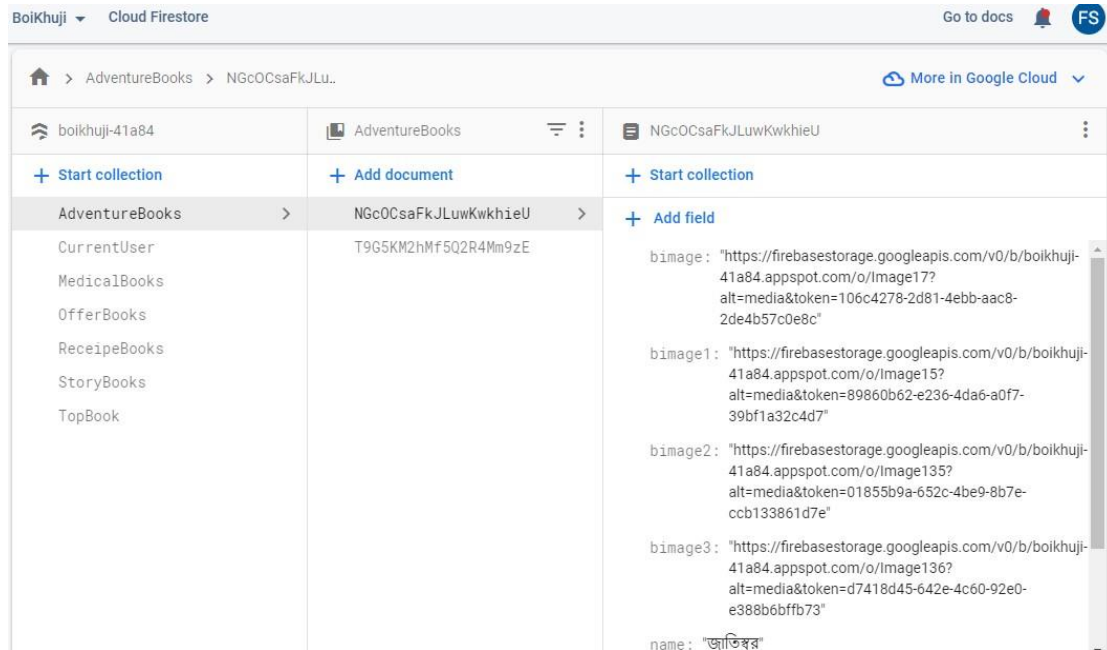 BoiKhuji Cloud Firestore Go to docs FS
AdventureBooks > NGcOCsaFkJLu.. More in Google Cloud
boikhuji-41a84 AdventureBooks NGcOCsaFkJLuwKwkhieU
+ Start collection + Add document + Start collection
AdventureBooks > NGcOCsaFkJLuwKwkhieU > + Add field
CurrentUser T9G5KM2hMf5Q2R4Mm9zE
MedicalBooks
OfferBooks
ReceipeBooks
StoryBooks
TopBook
bimage: "https://firebasestorage.googleapis.com/v0/b/boikhuji-
41a84.appspot.com/o/Image17?
alt=media&token=106c4278-2d81-4ebb-aac8-
2de4b57c0e8c"
bimage1: "https://firebasestorage.googleapis.com/v0/b/boikhuji-
41a84.appspot.com/o/Image15?
alt=media&token=89860b62-e236-4da6-a0f7-
39bf1a32c4d7"
bimage2: "https://firebasestorage.googleapis.com/v0/b/boikhuji-
41a84.appspot.com/o/Image135?
alt=media&token=01855b9a-652c-4be9-8b7e-
ccb133861d7e"
bimage3: "https://firebasestorage.googleapis.com/v0/b/boikhuji-
41a84.appspot.com/o/Image136?
alt=media&token=d7418d45-642e-4c60-92e0-
e388b6bffb73"
name: "জাতিস্বর"